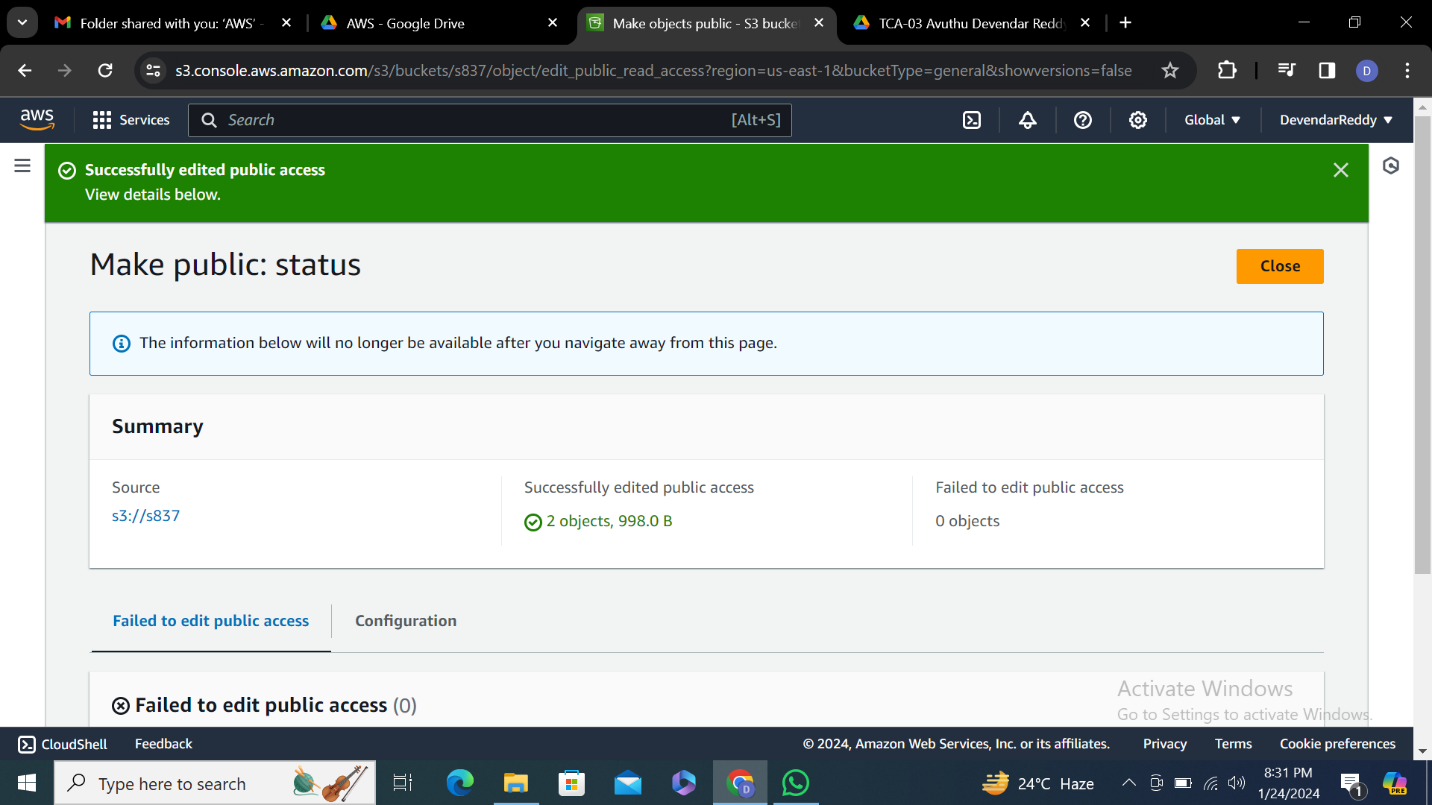 Folder shared with you: 'AWS' -
AWS - Google Drive
Make objects public - S3 bucke
TCA-03 Avuthu Devendar Reddy
s3.console.aws.amazon.com/s3/buckets/s837/object/edit_public_read_access?region=us-east-1&bucketType=general&showversions=false
D
aws
Services
Search
[Alt+S]
Global
DevendarReddy
Successfully edited public access
View details below.
Make public: status
Close
The information below will no longer be available after you navigate away from this page.
Summary
Source
s3://s837
Successfully edited public access
2 objects, 998.0 B
Failed to edit public access
0 objects
Failed to edit public access
Configuration
Failed to edit public access (0)
Activate Windows
Go to Settings to activate Windows.
CloudShell
Feedback
© 2024, Amazon Web Services, Inc. or its affiliates.
Privacy
Terms
Cookie preferences
Type here to search
D
24°C Haze
8:31 PM
1/24/2024
1
PRE